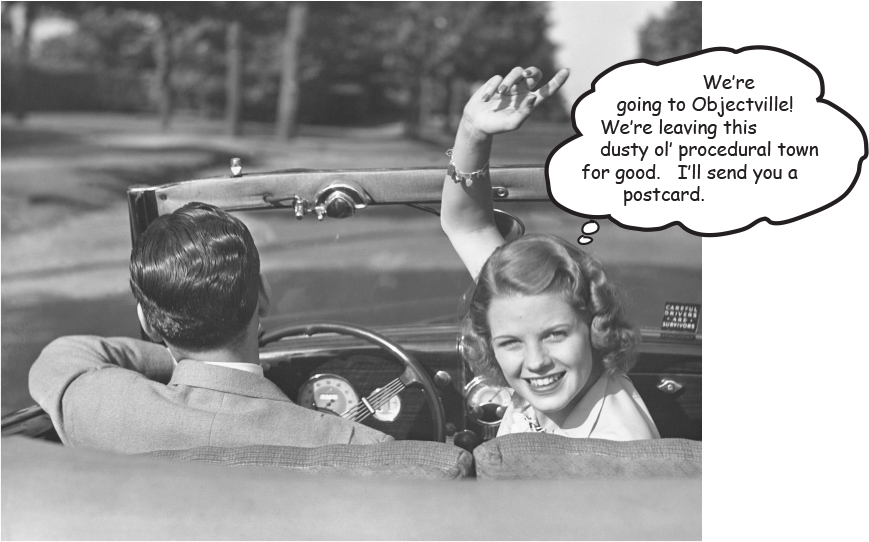 We're
going to Objectville!
We're leaving this
dusty ol' procedural town
for good. I'll send you a
postcard.
CAREFUL
DRIVERS
ARE
SURVIVORS